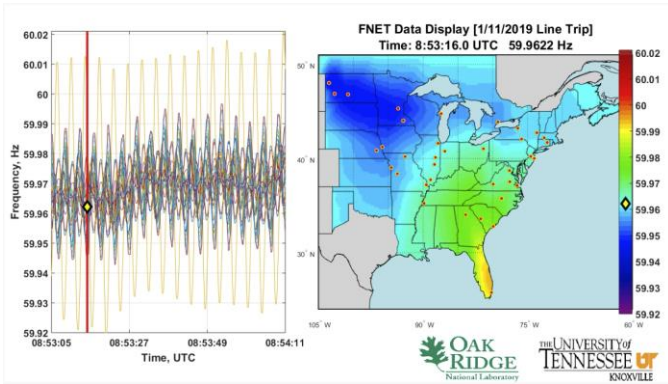 FNET Data Display [1/11/2019 Line Trip]
Time: 8:53:16.0 UTC 59.9622 Hz
Frequency, Hz
60.02
60.01
60
59.99
59.98
59.97
59.96
59.95
59.94
59.93
59.92
08:53:05
08:53:27
08:53:49
08:54:11
Time, UTC
50° N
40° N
30° N
105° W
90° W
75° W
60° W
60.02
60.01
60
59.99
59.98
59.97
59.96
59.95
59.94
59.93
59.92
OAK
RIDGE
National Laboratory
THE UNIVERSITY of
TENNESSEE UT
KNOXVILLE